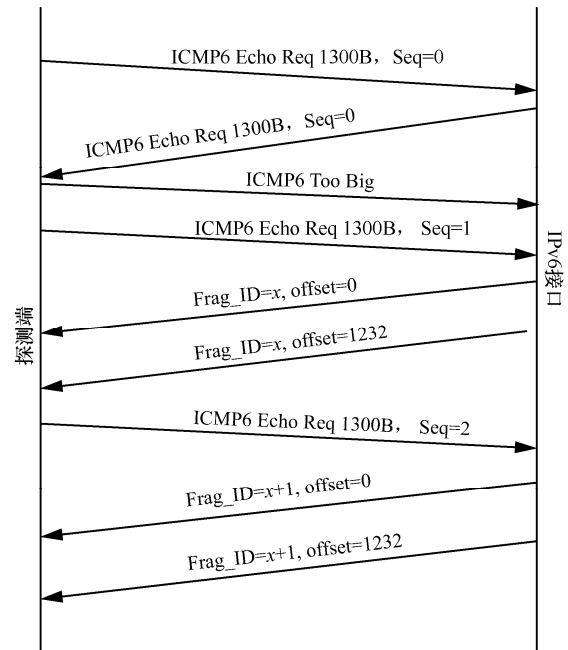 ICMP6 Echo Req 1300B，Seq=0
ICMP6 Echo Req 1300B，Seq=0
ICMP6 Too Big
ICMP6 Echo Req 1300B， Seq=1
Frag_ID=x, offset=0
Frag_ID=x, offset=1232
ICMP6 Echo Req 1300B， Seq=2
Frag_ID=x+1, offset=0
Frag_ID=x+1, offset=1232
探测端
IPv6接口